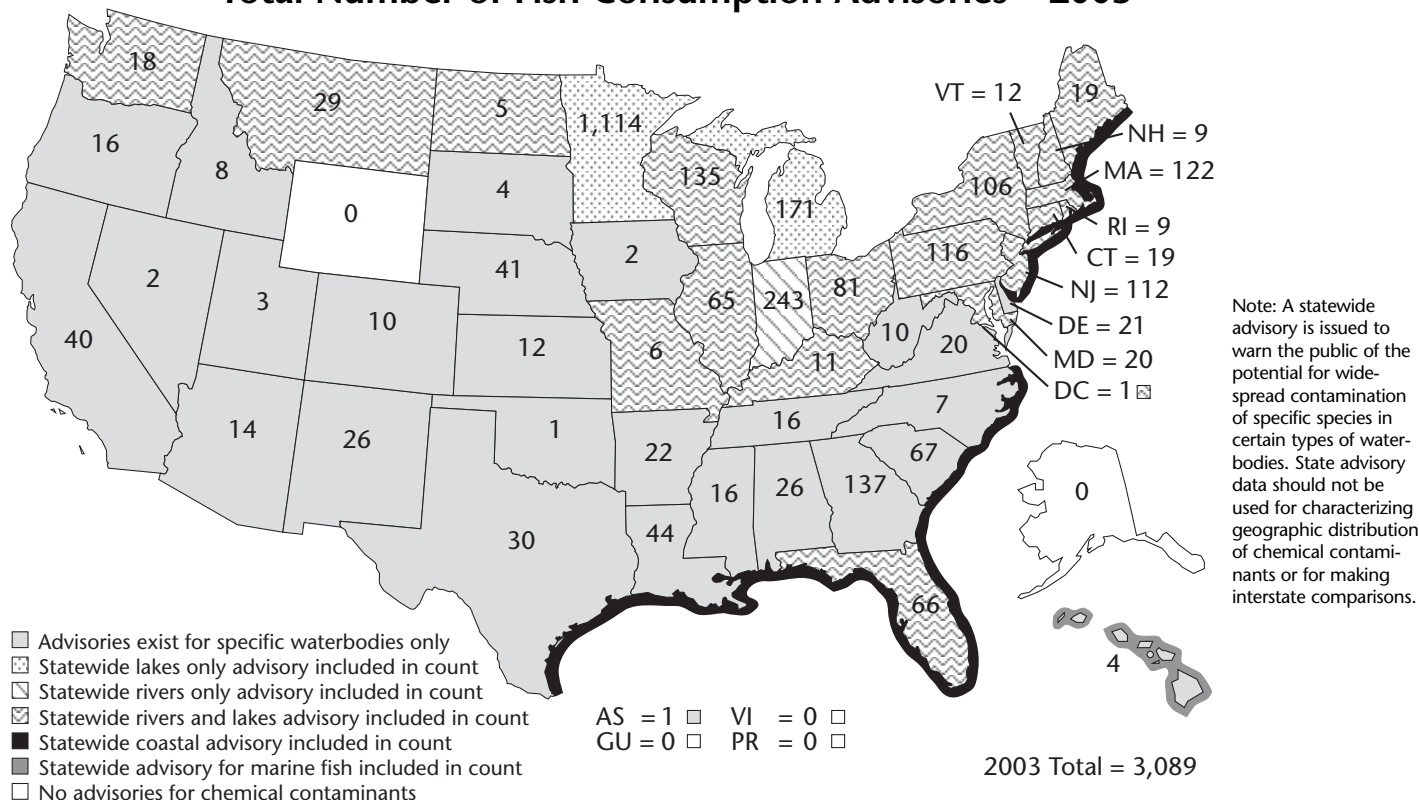 Total Number of Fish Consumption Advisories – 2003
18
29
5
1,114
19
VT = 12
NH = 9
MA = 122
16
8
0
4
135
171
106
RI = 9
CT = 19
NJ = 112
DE = 21
MD = 20
DC = 1
2
3
41
2
65
243
81
116
40
10
12
6
11
10
20
14
26
1
22
16
7
67
30
44
16
26
137
66
0
4
Note: A statewide
advisory is issued to
warn the public of the
potential for wide-
spread contamination
of specific species in
certain types of water-
bodies. State advisory
data should not be
used for characterizing
geographic distribution
of chemical contami-
nants or for making
interstate comparisons.
Advisories exist for specific waterbodies only
Statewide lakes only advisory included in count
Statewide rivers only advisory included in count
Statewide rivers and lakes advisory included in count
Statewide coastal advisory included in count
Statewide advisory for marine fish included in count
No advisories for chemical contaminants
AS = 1 VI = 0
GU = 0 PR = 0
2003 Total = 3,089